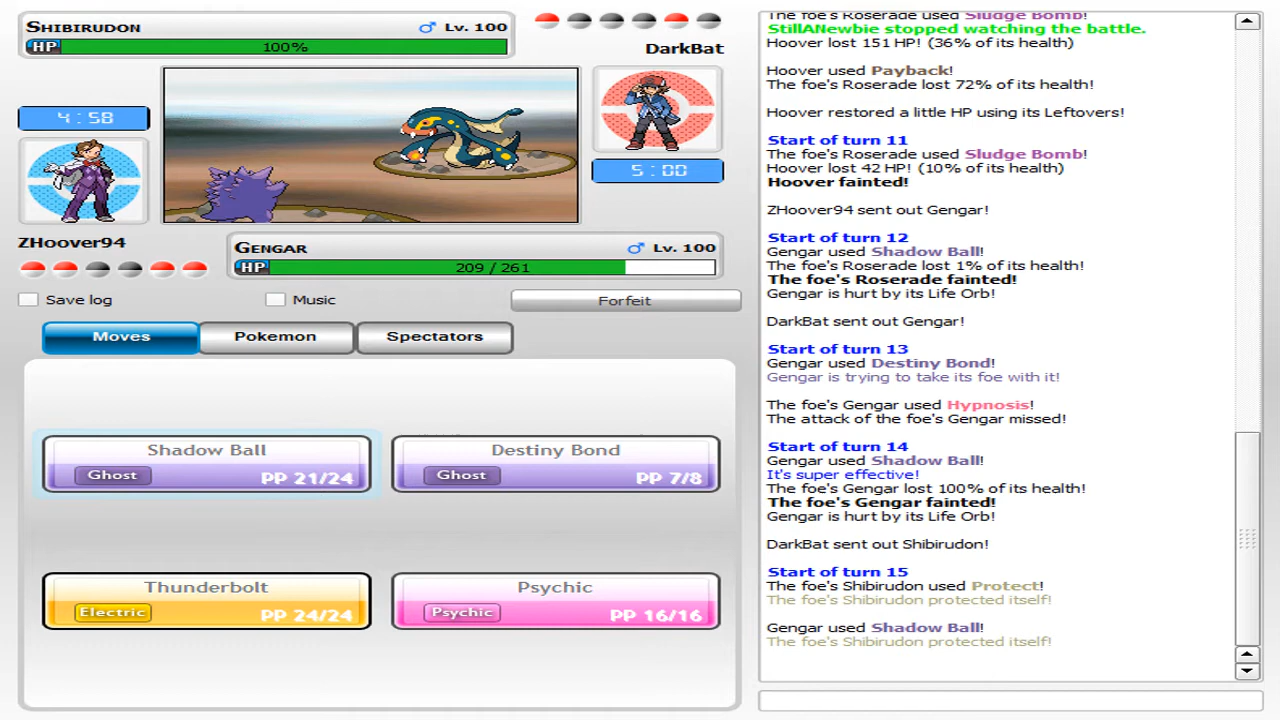 SHIBIRUDON ♂ Lv. 100
HP 100%
DarkBat
4:58
5:00
ZHoover94
GENGAR ♂ Lv. 100
HP 209 / 261
Save log
Music
Forfeit
Moves
Pokemon
Spectators
Shadow Ball
Ghost PP 21/24
Destiny Bond
Ghost PP 7/8
Thunderbolt
Electric PP 24/24
Psychic
Psychic PP 16/16
The foe's Roserade used Sludge Bomb!
StillANewbie stopped watching the battle.
Hoover lost 151 HP! (36% of its health)
Hoover used Payback!
The foe's Roserade lost 72% of its health!
Hoover restored a little HP using its Leftovers!
Start of turn 11
The foe's Roserade used Sludge Bomb!
Hoover lost 42 HP! (10% of its health)
Hoover fainted!
ZHoover94 sent out Gengar!
Start of turn 12
Gengar used Shadow Ball!
The foe's Roserade lost 1% of its health!
The foe's Roserade fainted!
Gengar is hurt by its Life Orb!
DarkBat sent out Gengar!
Start of turn 13
Gengar used Destiny Bond!
Gengar is trying to take its foe with it!
The foe's Gengar used Hypnosis!
The attack of the foe's Gengar missed!
Start of turn 14
Gengar used Shadow Ball!
It's super effective!
The foe's Gengar lost 100% of its health!
The foe's Gengar fainted!
Gengar is hurt by its Life Orb!
DarkBat sent out Shibirudon!
Start of turn 15
The foe's Shibirudon used Protect!
The foe's Shibirudon protected itself!
Gengar used Shadow Ball!
The foe's Shibirudon protected itself!